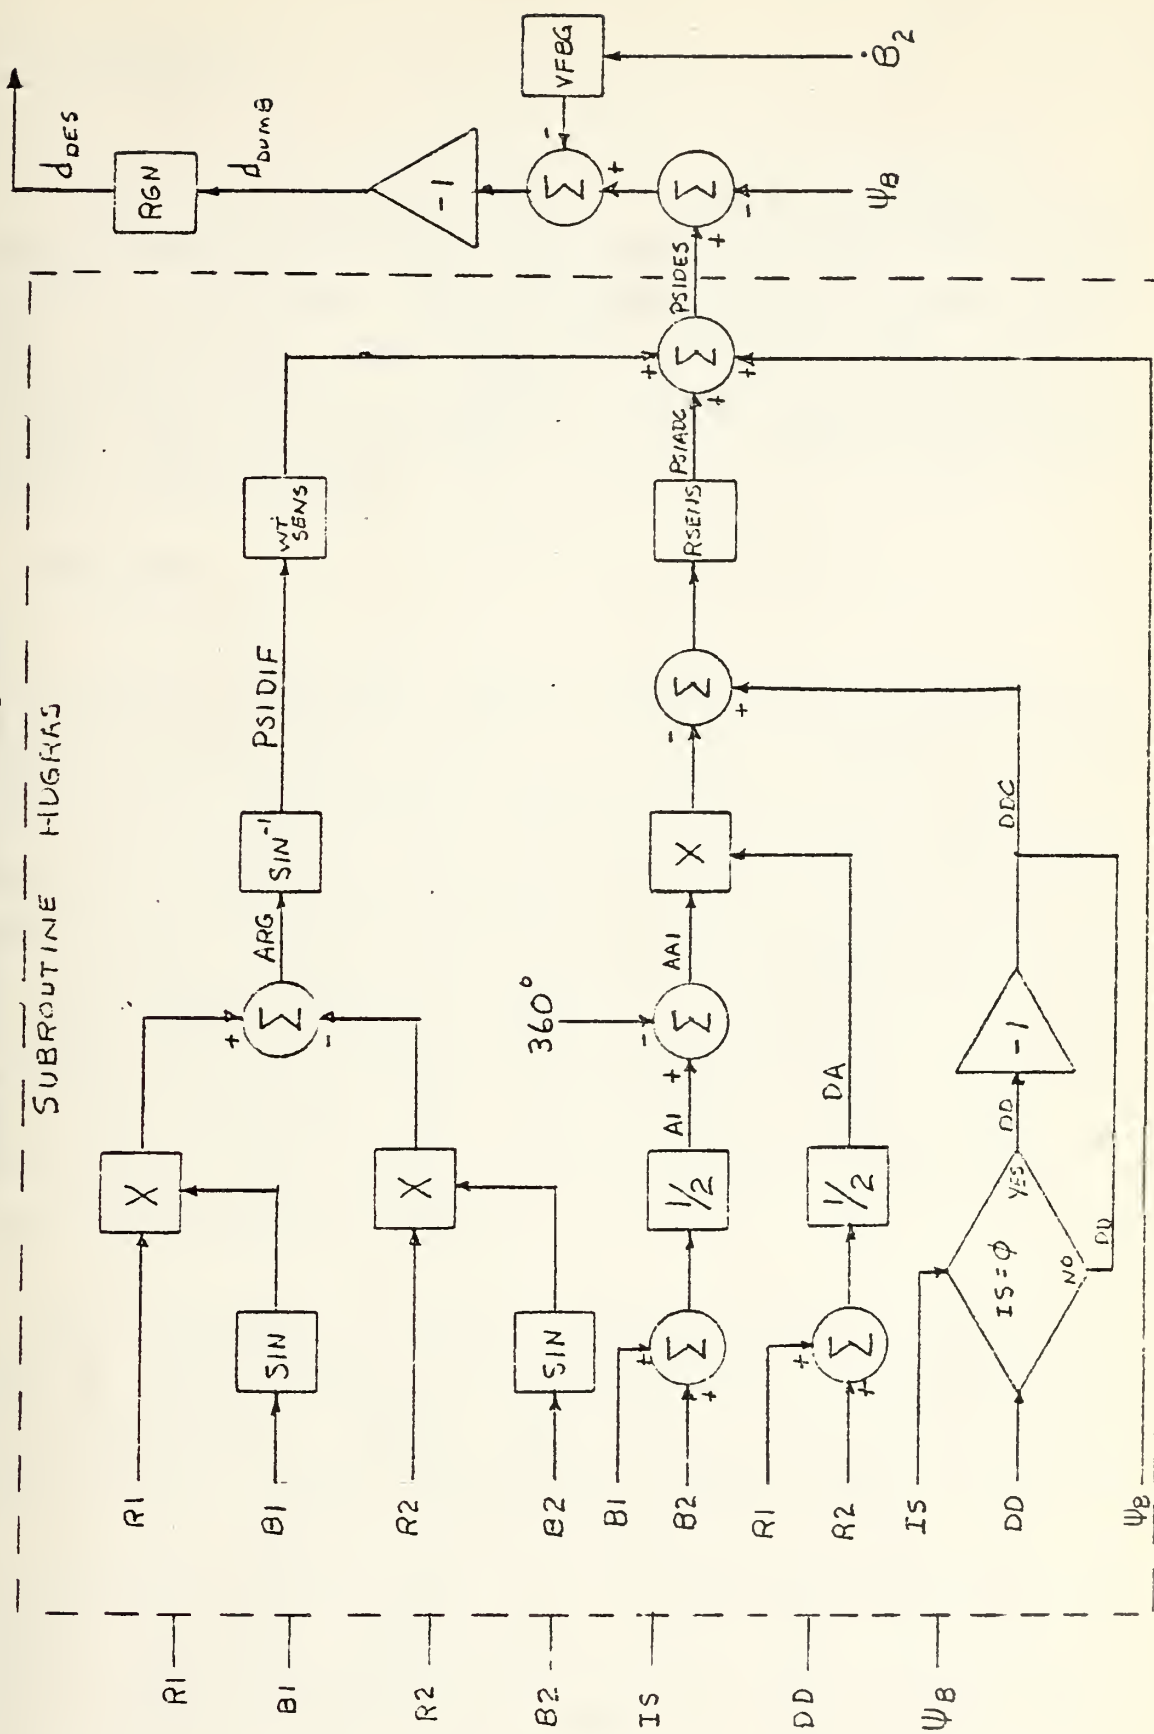 SUBROUTINE HUGRAS
R1
B1
R2
B2
IS
DD
ΨB
R1
X
B1
SIN
+
-
Σ
ARG
SIN⁻¹
PSIDIF
WT
SENS
R2
X
B2
SIN
B1
B2
+
+
Σ
1/2
A1
+
-
360°
Σ
AA1
X
-
+
Σ
RSENS
PSIADC
+
+
+
Σ
PSIDES
R1
R2
+
+
Σ
1/2
DA
IS
DD
IS = Φ
YES
DD
-1
NO
DD
DDC
ΨB
+
-
Σ
ΨB
+
-
Σ
VFBG
Ḃ2
-1
dDUMB
RGN
dDES